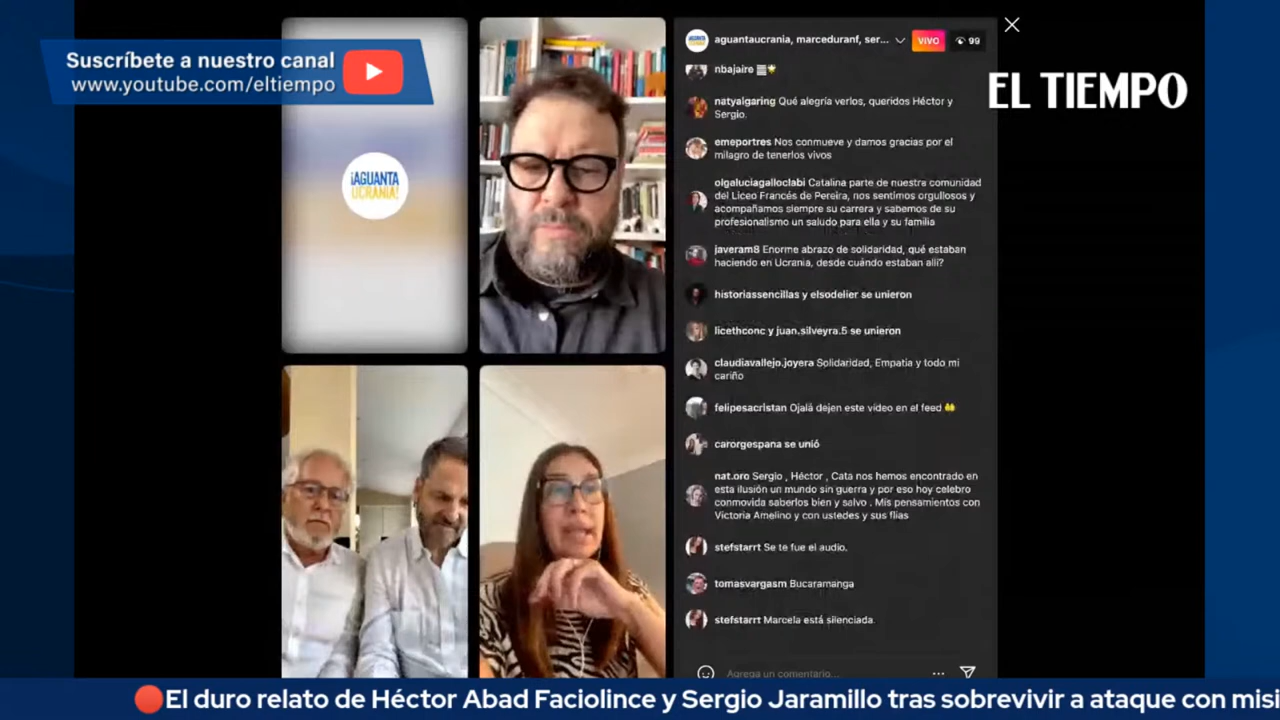 Suscríbete a nuestro canal
www.youtube.com/eltiempo
¡AGUANTA
UCRANIA!
aguantaucrania, marceduranf, ser...
VIVO
99
EL TIEMPO
nbajaire
natyalgaring Qué alegría verlos, queridos Héctor y
Sergio.
emeportres Nos conmueve y damos gracias por el
milagro de tenerlos vivos
olgaluciagalloclabi Catalina parte de nuestra comunidad
del Liceo Francés de Pereira, nos sentimos orgullosos y
acompañamos siempre su carrera y sabemos de su
profesionalismo un saludo para ella y su familia
javeram8 Enorme abrazo de solidaridad, qué estaban
haciendo en Ucrania, desde cuándo estaban allí?
historiassencillas y elsodelier se unieron
licethconc y juan.silveyra.5 se unieron
claudiavallejo.joyera Solidaridad, Empatia y todo mi
cariño
felipesacristan Ojalá dejen este vídeo en el feed
carorgespana se unió
nat.oro Sergio , Héctor , Cata nos hemos encontrado en
esta ilusión un mundo sin guerra y por eso hoy celebro
conmovida saberlos bien y salvo . Mis pensamientos con
Victoria Amelino y con ustedes y sus flias
stefstarrt Se te fue el audio.
tomasvargasm Bucaramanga
stefstarrt Marcela está silenciada
Agrega un comentario...
El duro relato de Héctor Abad Faciolince y Sergio Jaramillo tras sobrevivir a ataque con misi